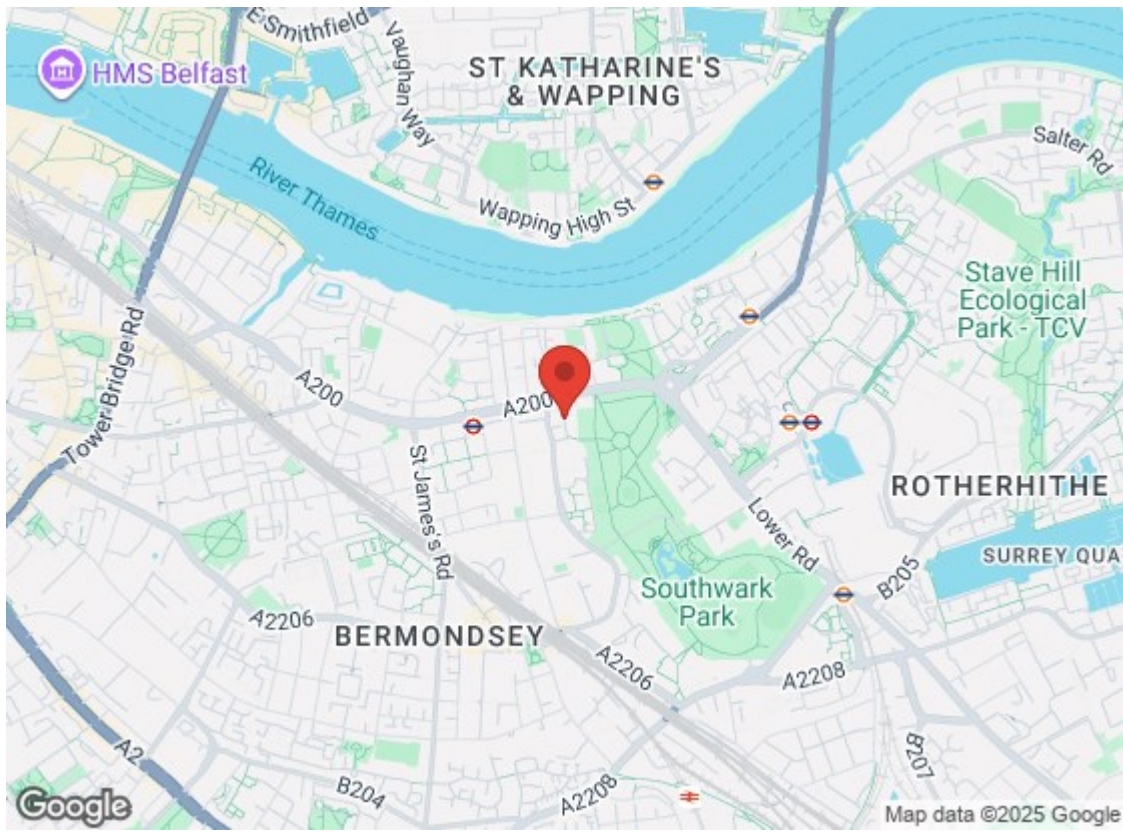 E Smithfield
Vaughan Way
HMS Belfast
ST KATHARINE'S
& WAPPING
Salter Rd
River Thames
Wapping High St
Stave Hill
Ecological
Park - TCV
Tower Bridge Rd
A200
A200
St James's Rd
ROTHERHITHE
Lower Rd
SURREY QUA
B205
Southwark
Park
A2206
BERMONDSEY
A2206
A2208
A2
B207
B204
A2208
Google
Map data ©2025 Google